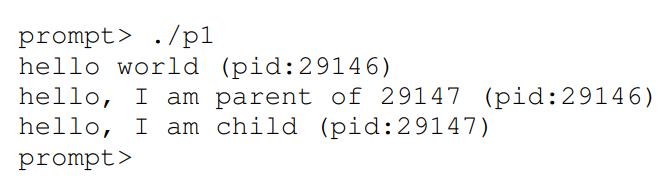 prompt> ./p1
hello world (pid:29146)
hello, I am parent of 29147 (pid:29146)
hello, I am child (pid:29147)
prompt>